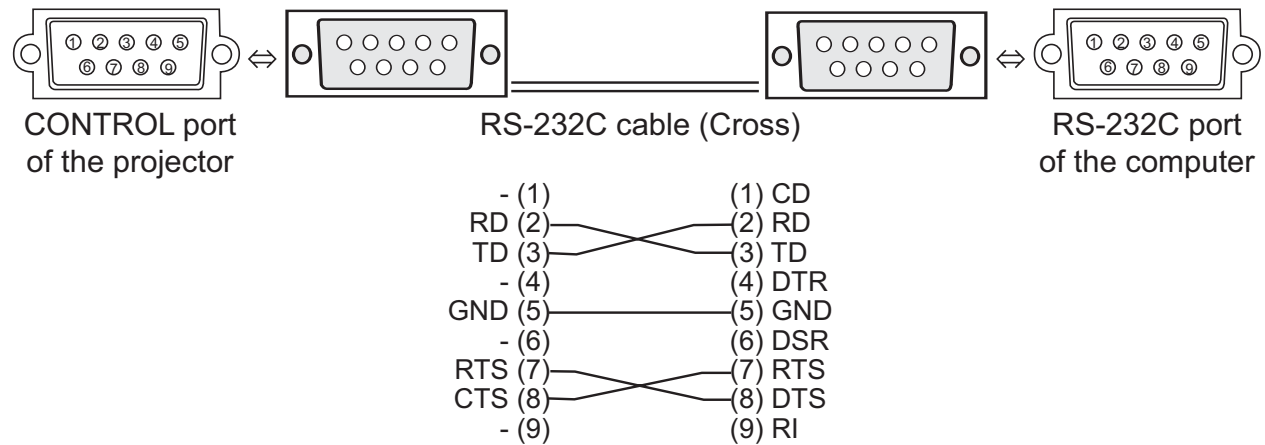 ① ② ③ ④ ⑤
⑥ ⑦ ⑧ ⑨
① ② ③ ④ ⑤
⑥ ⑦ ⑧ ⑨
CONTROL port
of the projector
RS-232C cable (Cross)
RS-232C port
of the computer
- (1) (1) CD
RD (2) (2) RD
TD (3) (3) TD
- (4) (4) DTR
GND (5) (5) GND
- (6) (6) DSR
RTS (7) (7) RTS
CTS (8) (8) DTS
- (9) (9) RI